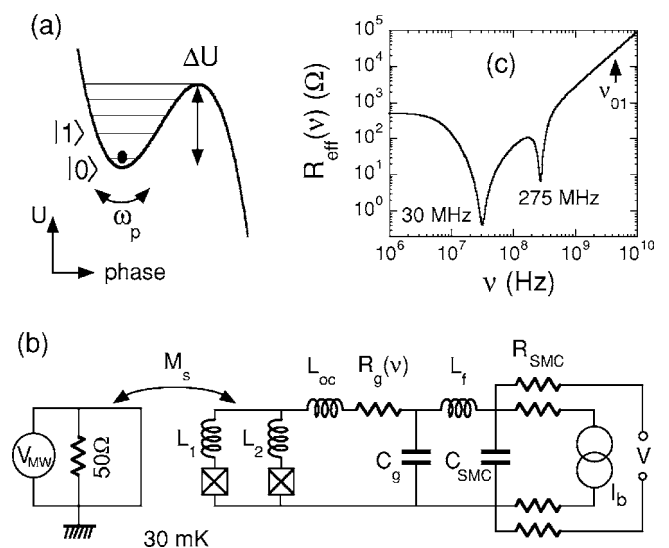 (a)
ΔU
|1⟩
|0⟩
ω_p
U
phase
(c)
R_eff(ν) (Ω)
10^5
10^4
10^3
10^2
10^1
10^0
ν_01
30 MHz
275 MHz
10^6 10^7 10^8 10^9 10^10
ν (Hz)
(b)
M_s
V_MW
50Ω
L_1
L_2
L_oc
R_g(ν)
L_f
R_SMC
C_g
C_SMC
I_b
V
30 mK